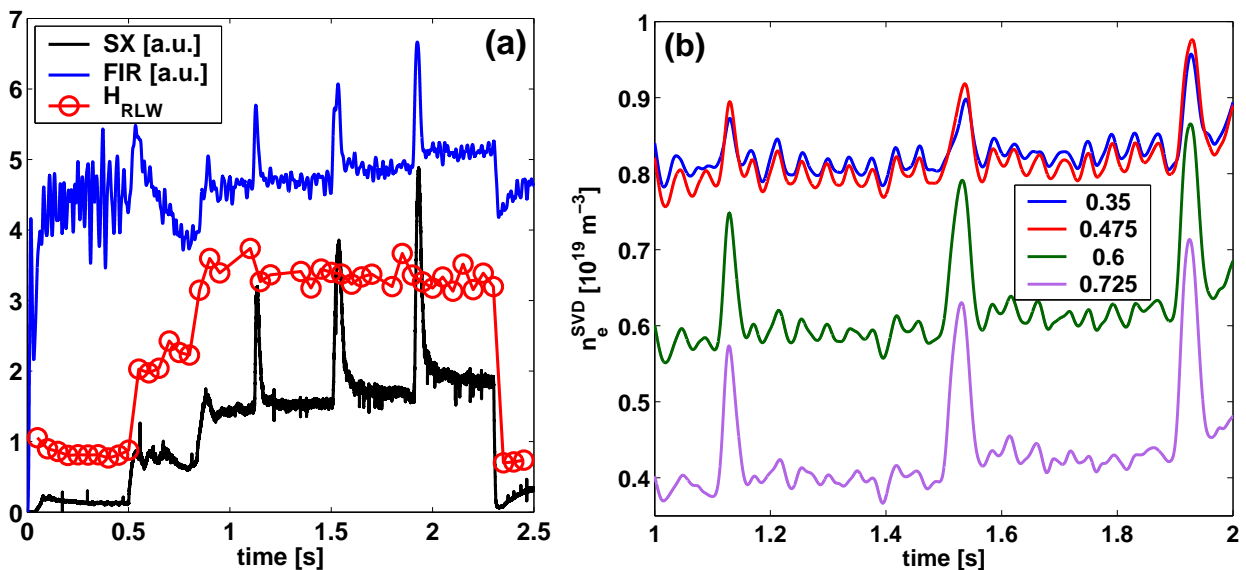 (a)
SX [a.u.]
FIR [a.u.]
H_RLW
7
6
5
4
3
2
1
0
0 0.5 1 1.5 2 2.5
time [s]
(b)
1
0.9
0.8
0.7
0.6
0.5
0.4
n_e^SVD [10^19 m^−3]
0.35
0.475
0.6
0.725
1 1.2 1.4 1.6 1.8 2
time [s]